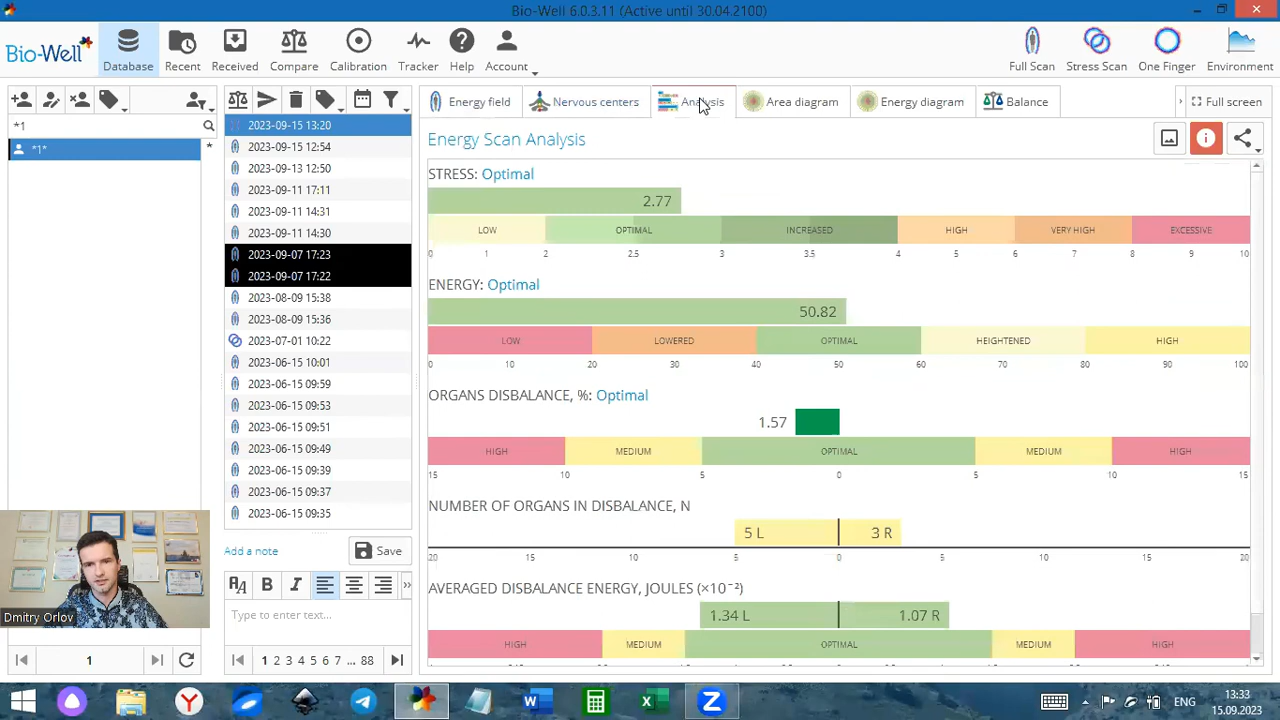 Bio-Well 6.0.3.11 (Active until 30.04.2100)
Bio-Well
Database
Recent
Received
Compare
Calibration
Tracker
Help
Account
Full Scan
Stress Scan
One Finger
Environment
*1
*1*
*
2023-09-15 13:20
2023-09-15 12:54
2023-09-13 12:50
2023-09-11 17:11
2023-09-11 14:31
2023-09-11 14:30
2023-09-07 17:23
2023-09-07 17:22
2023-08-09 15:38
2023-08-09 15:36
2023-07-01 10:22
2023-06-15 10:01
2023-06-15 09:59
2023-06-15 09:53
2023-06-15 09:51
2023-06-15 09:49
2023-06-15 09:39
2023-06-15 09:37
2023-06-15 09:35
Add a note
Save
B I
Type to enter text...
1
1 2 3 4 5 6 7 ... 88
Energy field
Nervous centers
Analysis
Area diagram
Energy diagram
Balance
Full screen
Energy Scan Analysis
STRESS: Optimal
2.77
LOW OPTIMAL INCREASED HIGH VERY HIGH EXCESSIVE
0 1 2 2.5 3 3.5 4 6 7 8 9 10
ENERGY: Optimal
50.82
LOW LOWERED OPTIMAL HEIGHTENED HIGH
0 10 20 30 40 50 60 70 80 90 100
ORGANS DISBALANCE, %: Optimal
1.57
HIGH MEDIUM OPTIMAL MEDIUM HIGH
15 10 5 0 5 10 15
NUMBER OF ORGANS IN DISBALANCE, N
5 L 3 R
20 15 10 5 0 5 10 15 20
AVERAGED DISBALANCE ENERGY, JOULES (×10⁻²)
1.34 L 1.07 R
HIGH MEDIUM OPTIMAL MEDIUM HIGH
Dmitry Orlov
ENG
13:33
15.09.2023